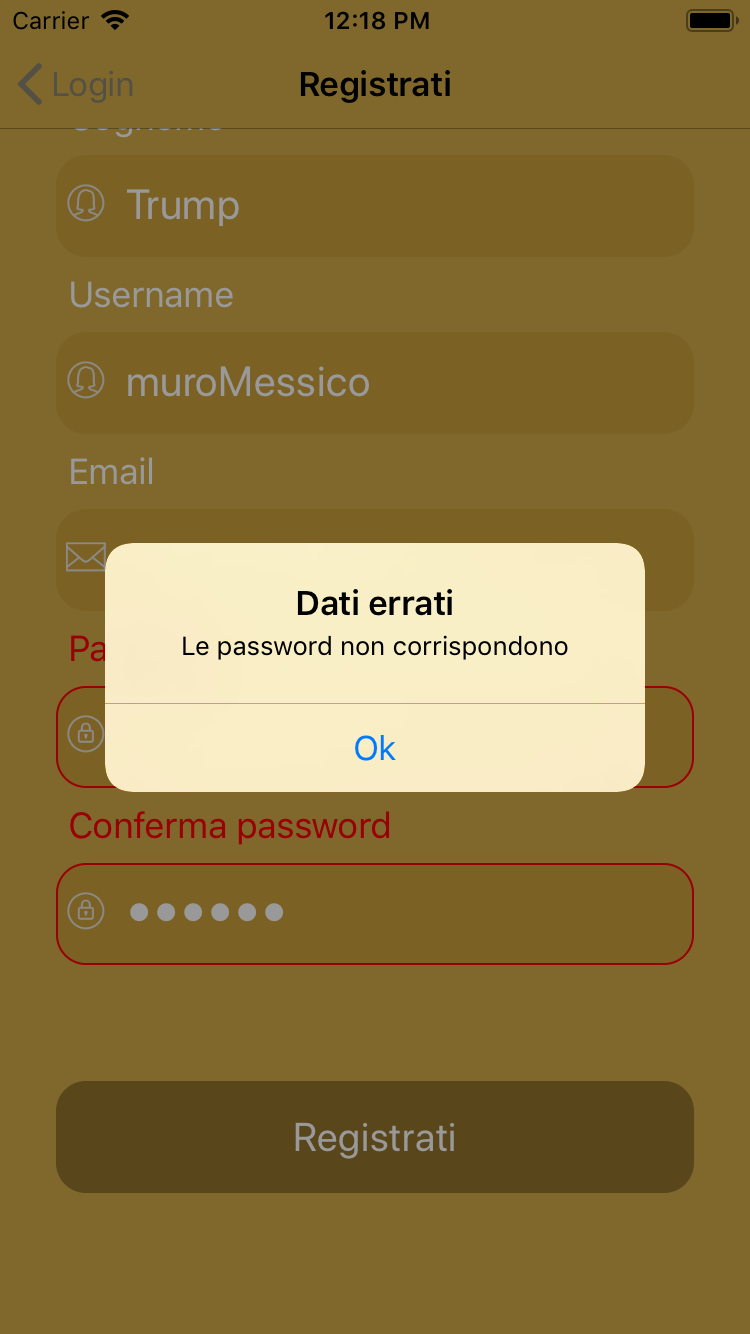 Carrier 12:18 PM
Login Registrati
Trump
Username
muroMessico
Email
Dati errati
Le password non corrispondono
Ok
Conferma password
••••••
Registrati